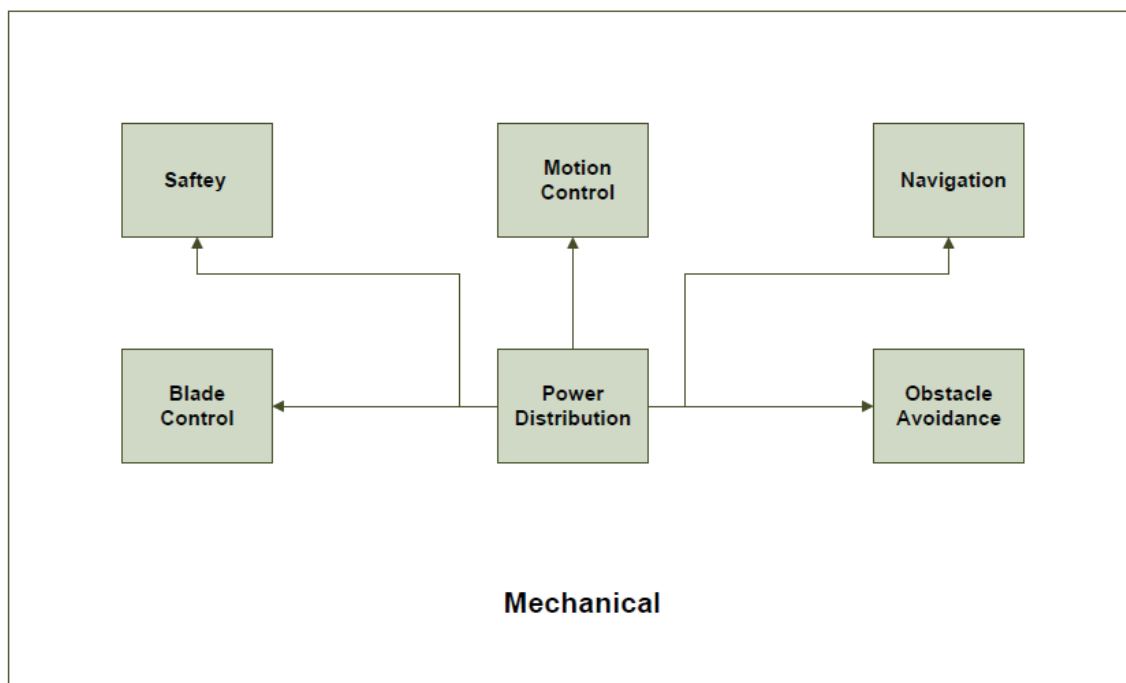 Saftey
Motion
Control
Navigation
Blade
Control
Power
Distribution
Obstacle
Avoidance
Mechanical